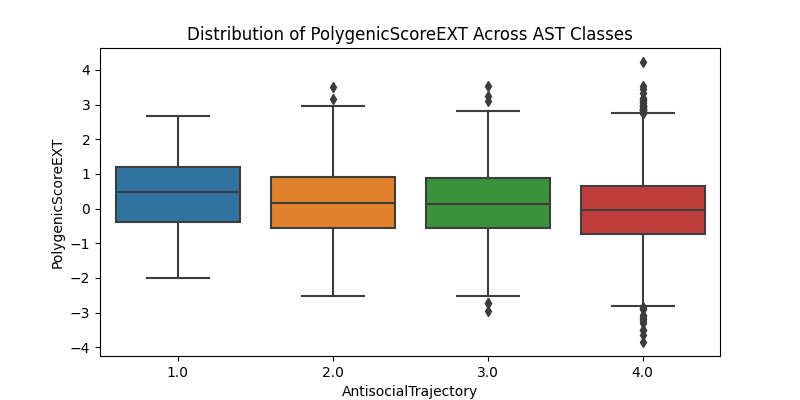 Distribution of PolygenicScoreEXT Across AST Classes
PolygenicScoreEXT
4
3
2
1
0
−1
−2
−3
−4
1.0 2.0 3.0 4.0
AntisocialTrajectory